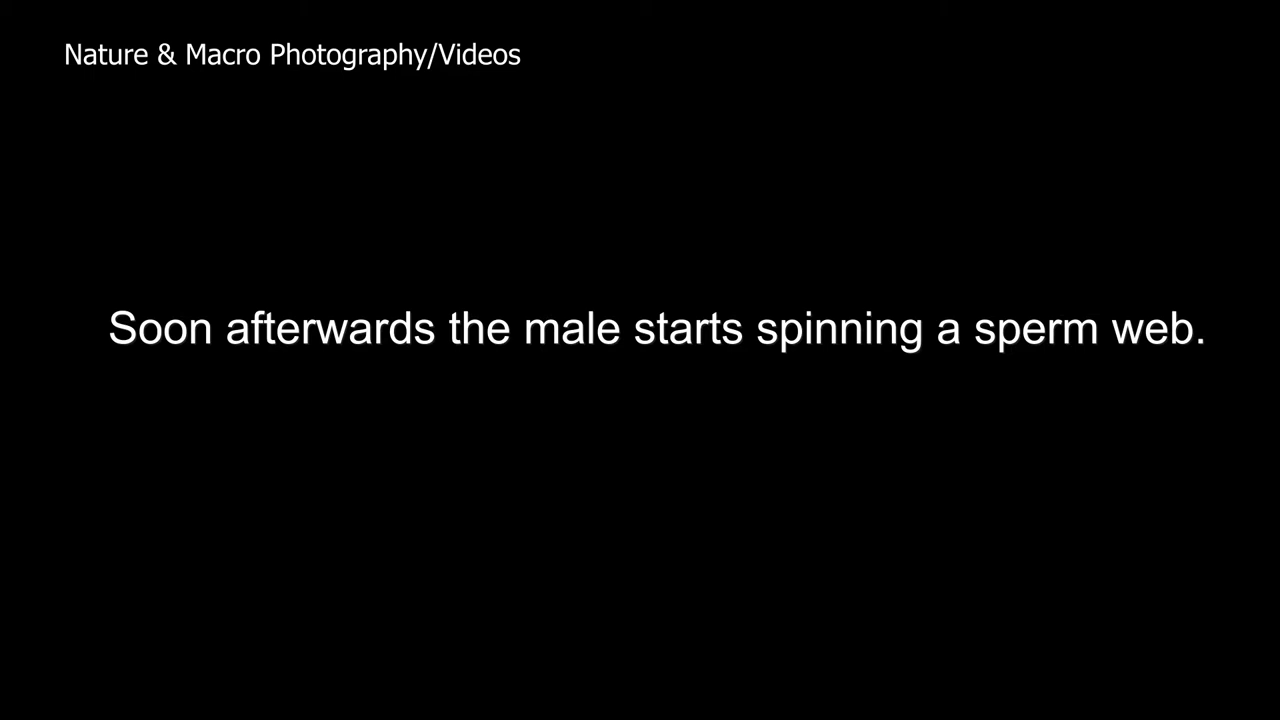 Nature & Macro Photography/Videos
Soon afterwards the male starts spinning a sperm web.